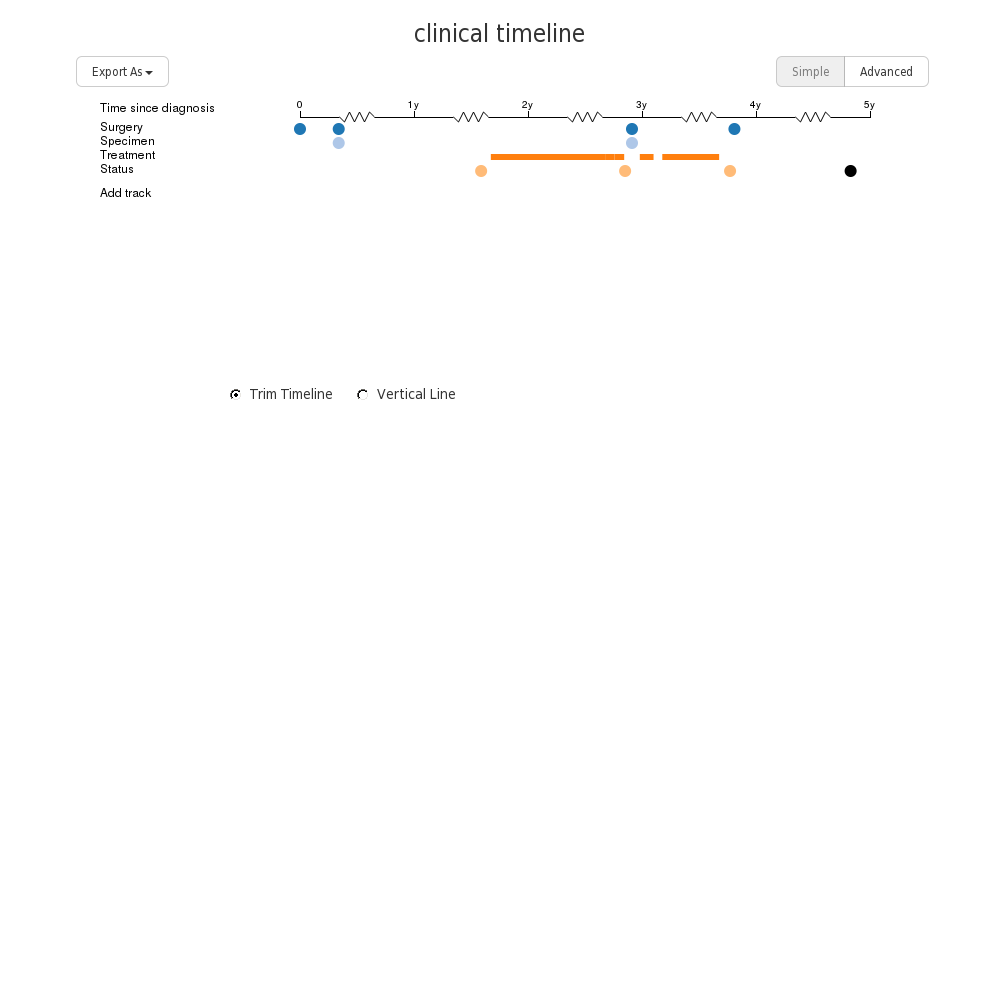 clinical timeline
Export As
Simple Advanced
Time since diagnosis
0 1y 2y 3y 4y 5y
Surgery
Specimen
Treatment
Status
Add track
Trim Timeline Vertical Line